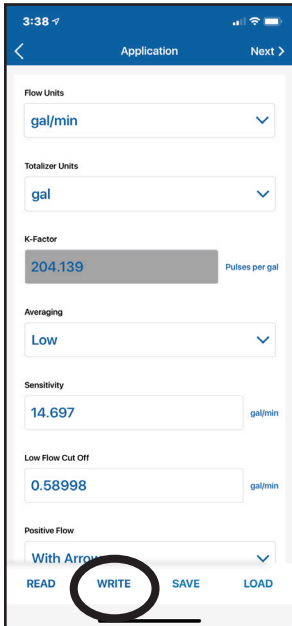 3:38
Application Next
Flow Units
gal/min
Totalizer Units
gal
K-Factor
204.139 Pulses per gal
Averaging
Low
Sensitivity
14.697 gal/min
Low Flow Cut Off
0.58998 gal/min
Positive Flow
With Arrow
READ WRITE SAVE LOAD